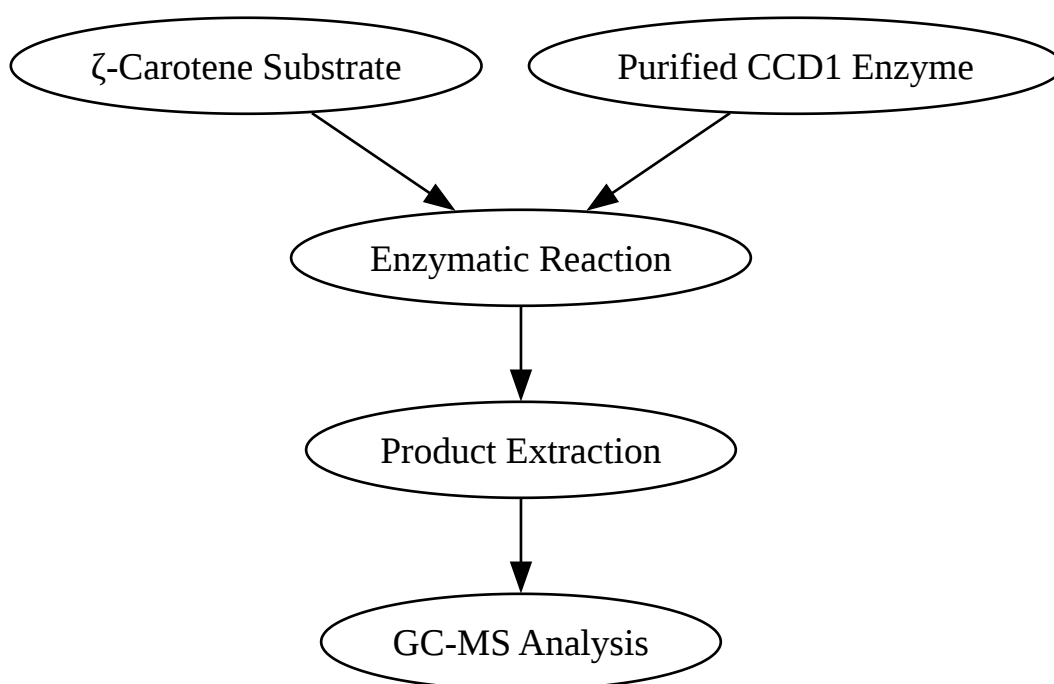 ζ-Carotene Substrate
Purified CCD1 Enzyme
Enzymatic Reaction
Product Extraction
GC-MS Analysis